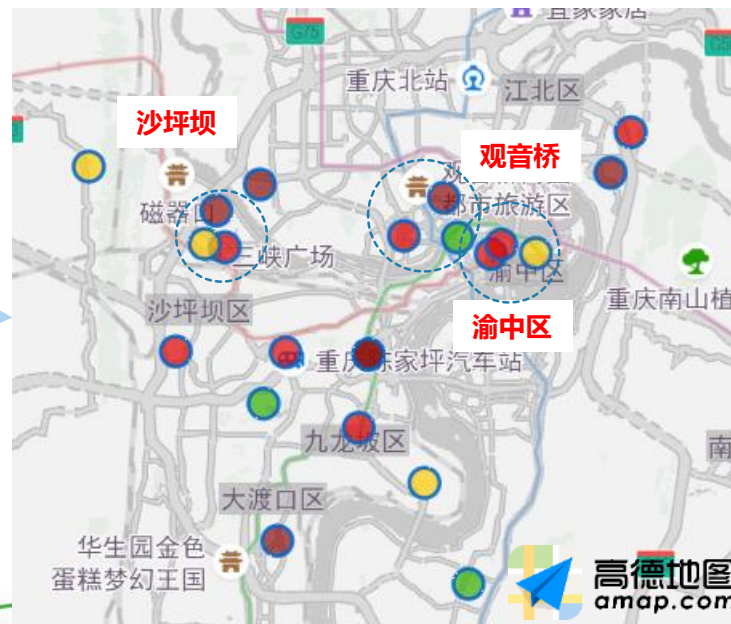 宜家家居
G75
重庆北站
江北区
沙坪坝
观音桥
磁器口
都市旅游区
三峡广场
渝中区
沙坪坝区
渝中区
重庆南山植
重庆陈家坪汽车站
九龙坡区
南
大渡口区
华生园金色
蛋糕梦幻王国
高德地图
amap.com